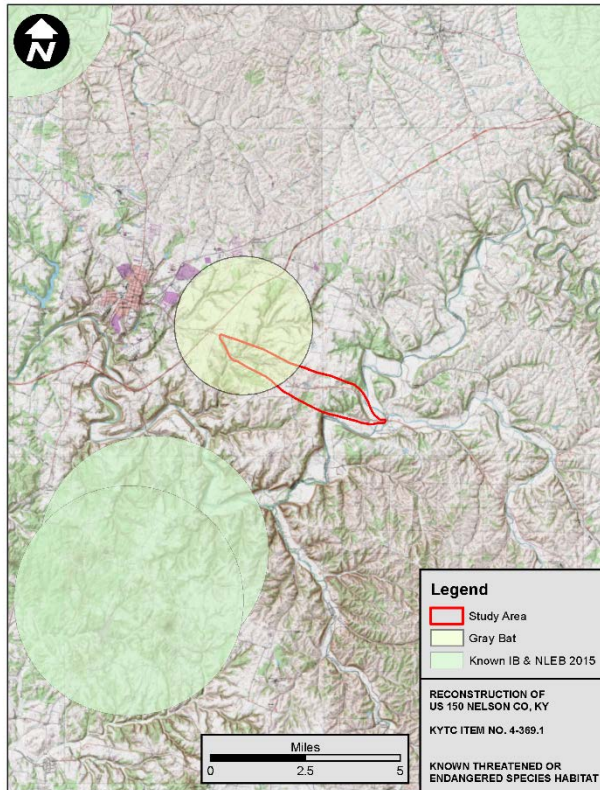 N
Legend
Study Area
Gray Bat
Known IB & NLEB 2015
RECONSTRUCTION OF
US 150 NELSON CO, KY
KYTC ITEM NO. 4-369.1
KNOWN THREATENED OR
ENDANGERED SPECIES HABITAT
Miles
0 2.5 5